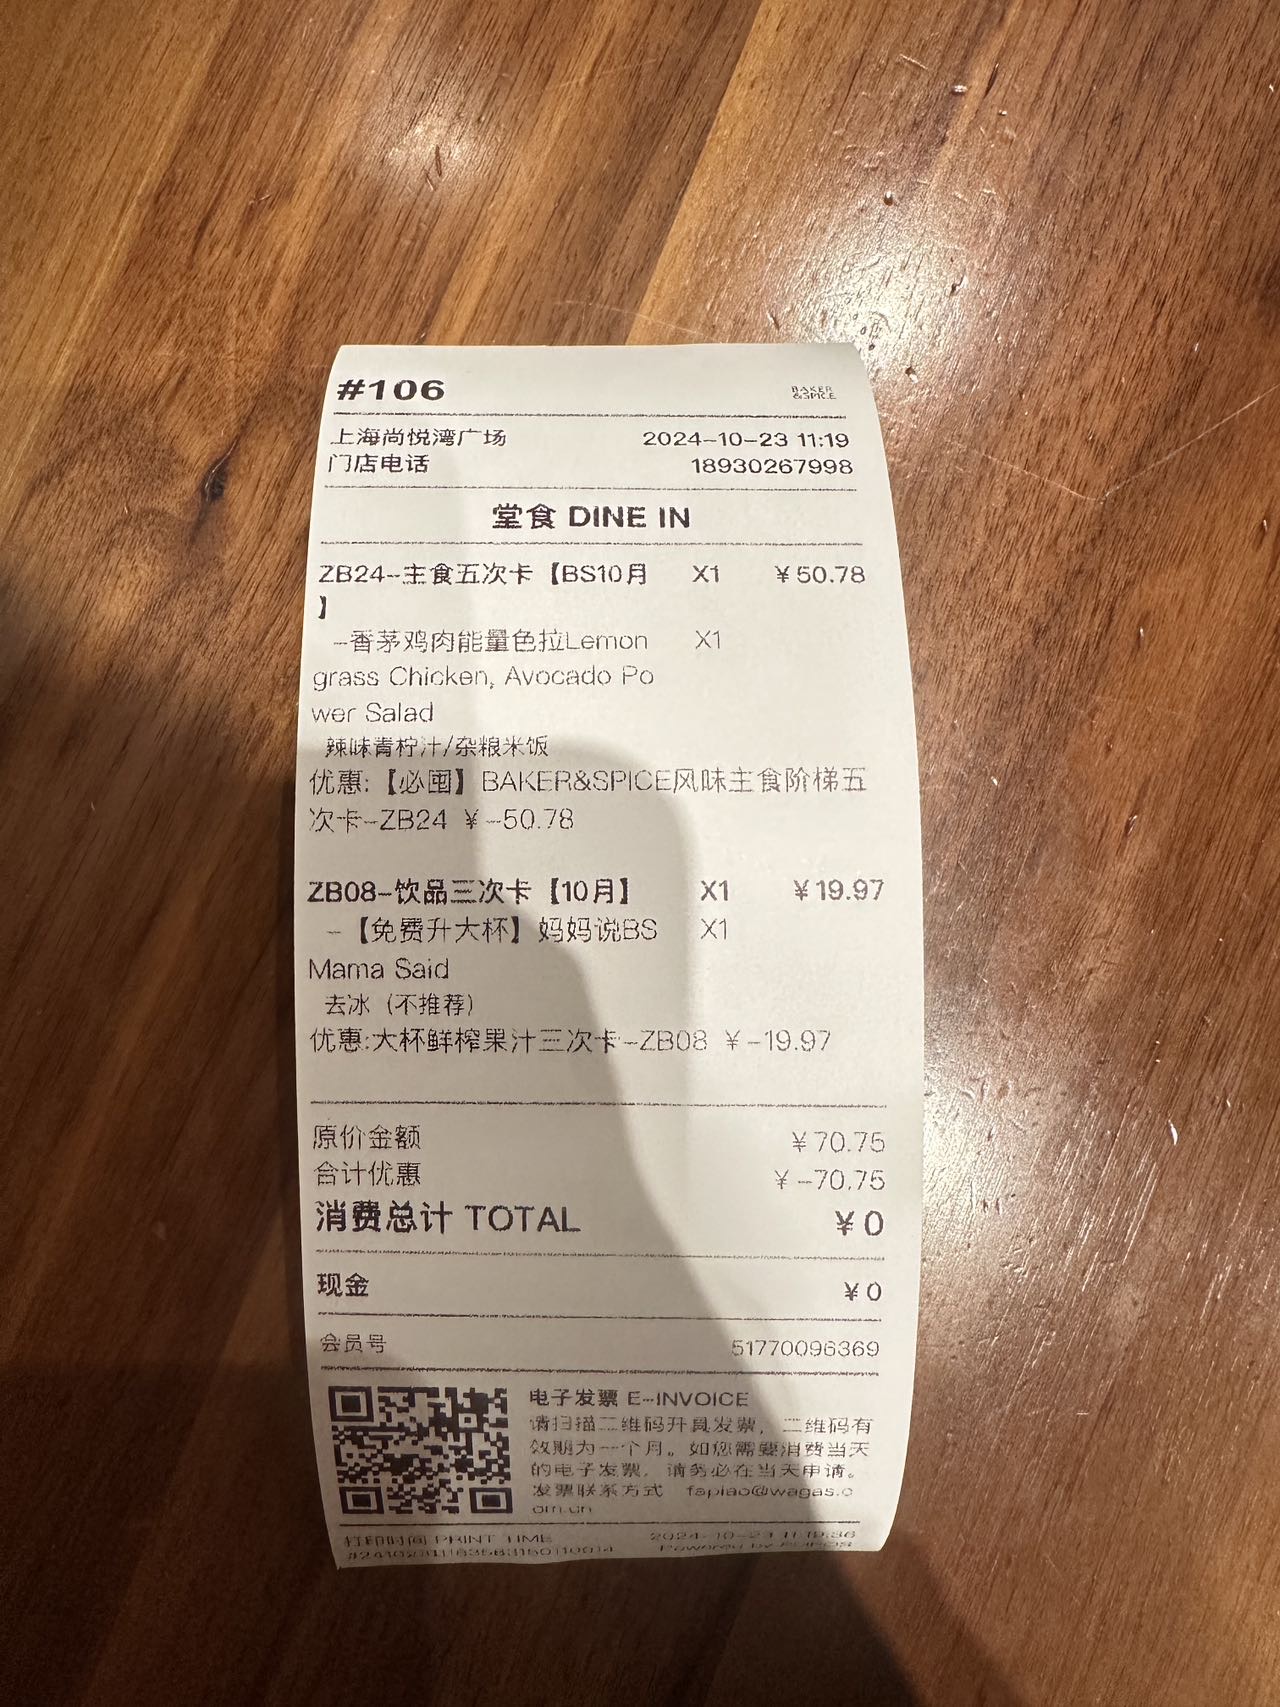 #106
BAKER
&SPICE
上海尚悦湾广场 2024-10-23 11:19
门店电话 18930267998
堂食 DINE IN
ZB24-主食五次卡【BS10月 X1 ¥50.78
】
-香茅鸡肉能量色拉Lemon X1
grass Chicken, Avocado Po
wer Salad
辣味青柠汁/杂粮米饭
优惠:【必囤】BAKER&SPICE风味主食阶梯五
次卡-ZB24 ¥-50.78
ZB08-饮品三次卡【10月】 X1 ¥19.97
-【免费升大杯】妈妈说BS X1
Mama Said
去冰（不推荐）
优惠:大杯鲜榨果汁三次卡-ZB08 ¥-19.97
原价金额 ¥70.75
合计优惠 ¥-70.75
消费总计 TOTAL ¥0
现金 ¥0
会员号 51770096369
电子发票 E-INVOICE
请扫描二维码开具发票，二维码有
效期为一个月。如您需要消费当天
的电子发票，请务必在当天申请。
发票联系方式 fapiao@wagas.c
om.cn
打印时间 PRINT TIME 2024-10-23 11:19:36
Powered by